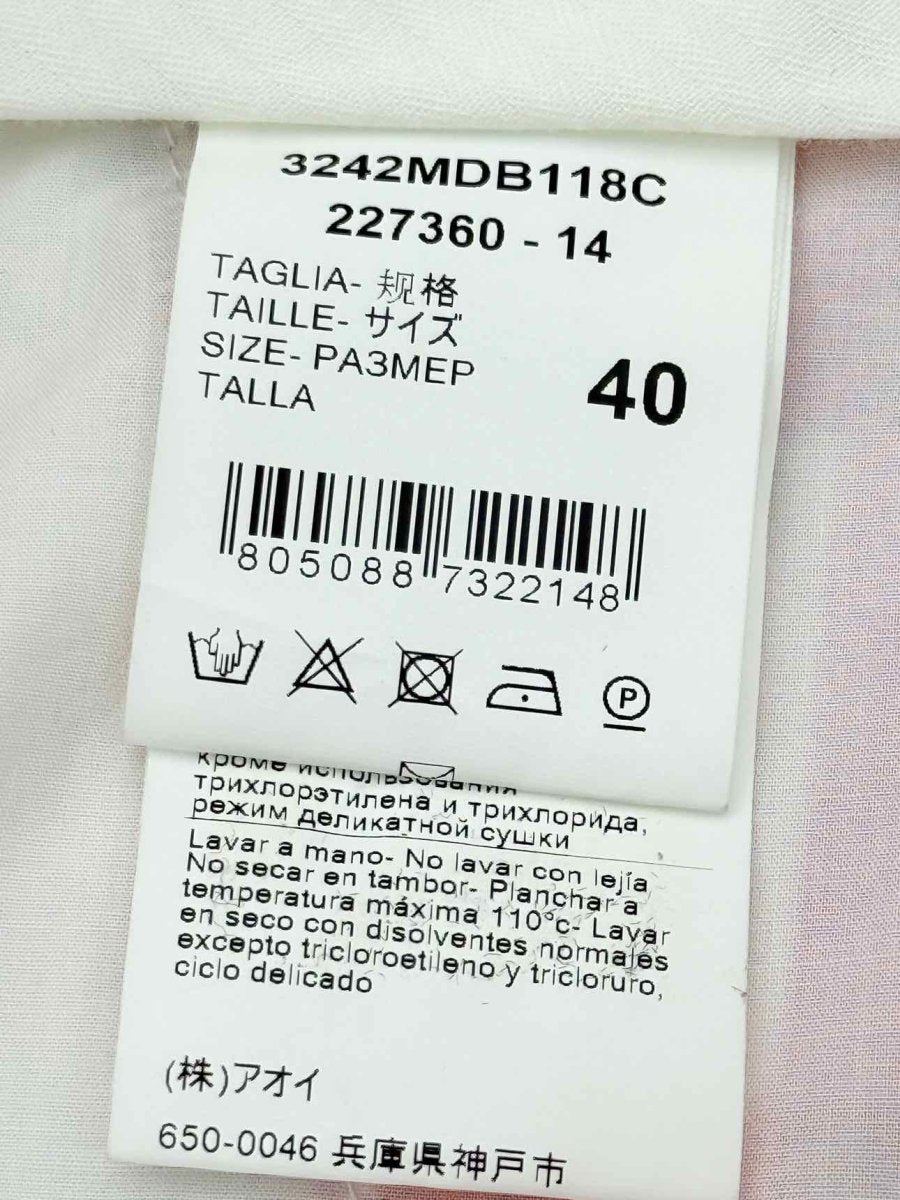 3242MDB118C
227360 - 14
TAGLIA- 规格
TAILLE- サイズ
SIZE- РАЗМЕР
TALLA
40
805088 7322148
P
кроме использования
трихлорэтилена и трихлорида,
режим деликатной сушки
Lavar a mano- No lavar con lejía
No secar en tambor- Planchar a
temperatura máxima 110°c- Lavar
en seco con disolventes normales
excepto tricloroetileno y tricloruro,
ciclo delicado
(株)アオイ
650-0046 兵庫県神戸市